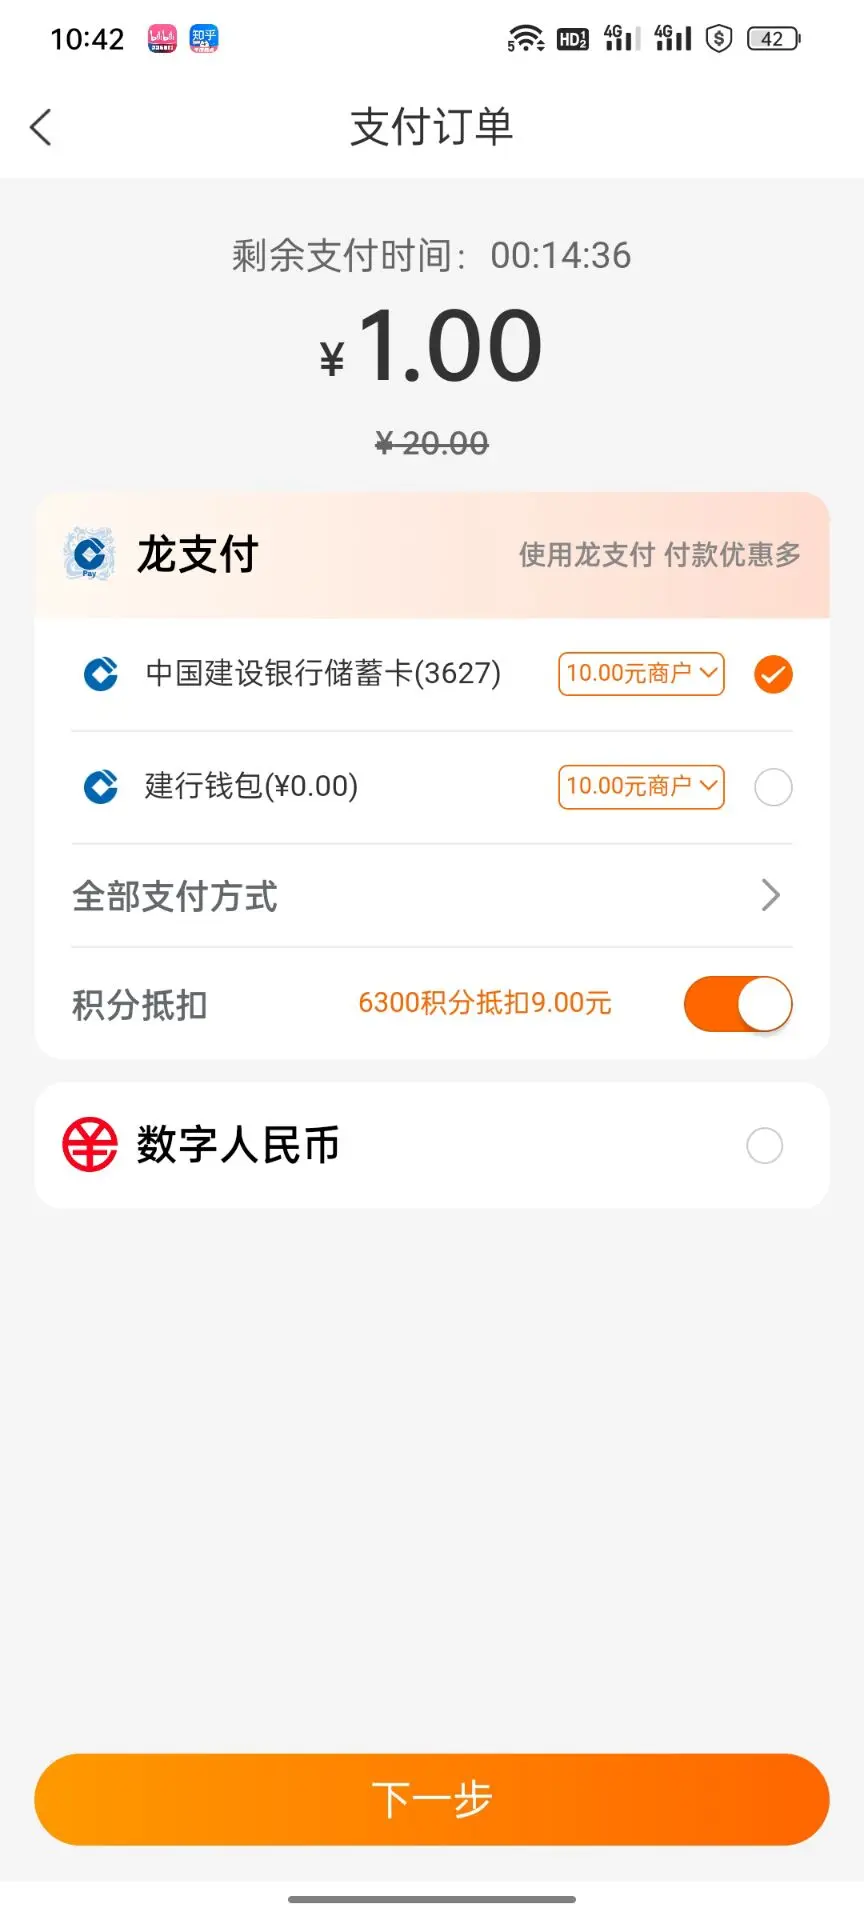 10:42 5 HD 4G 4G 42
支付订单
剩余支付时间：00:14:36
¥1.00
¥ 20.00
龙支付 使用龙支付 付款优惠多
中国建设银行储蓄卡(3627) 10.00元商户
建行钱包(¥0.00) 10.00元商户
全部支付方式
积分抵扣 6300积分抵扣9.00元
数字人民币
下一步